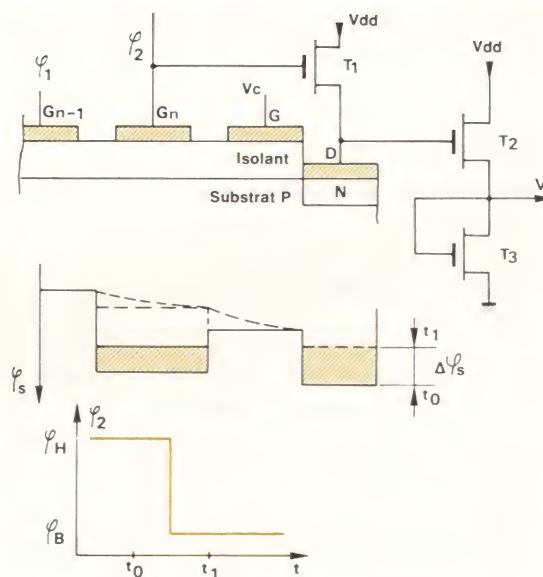 φ₂ Vdd
φ₁ T₁ Vdd
Gn-1 Gn Vc G
T₂
Isolant D
Substrat P N V
T₃
t₁
Δφs
φs t₀
φ₂
φH
φB
t₀ t₁ t